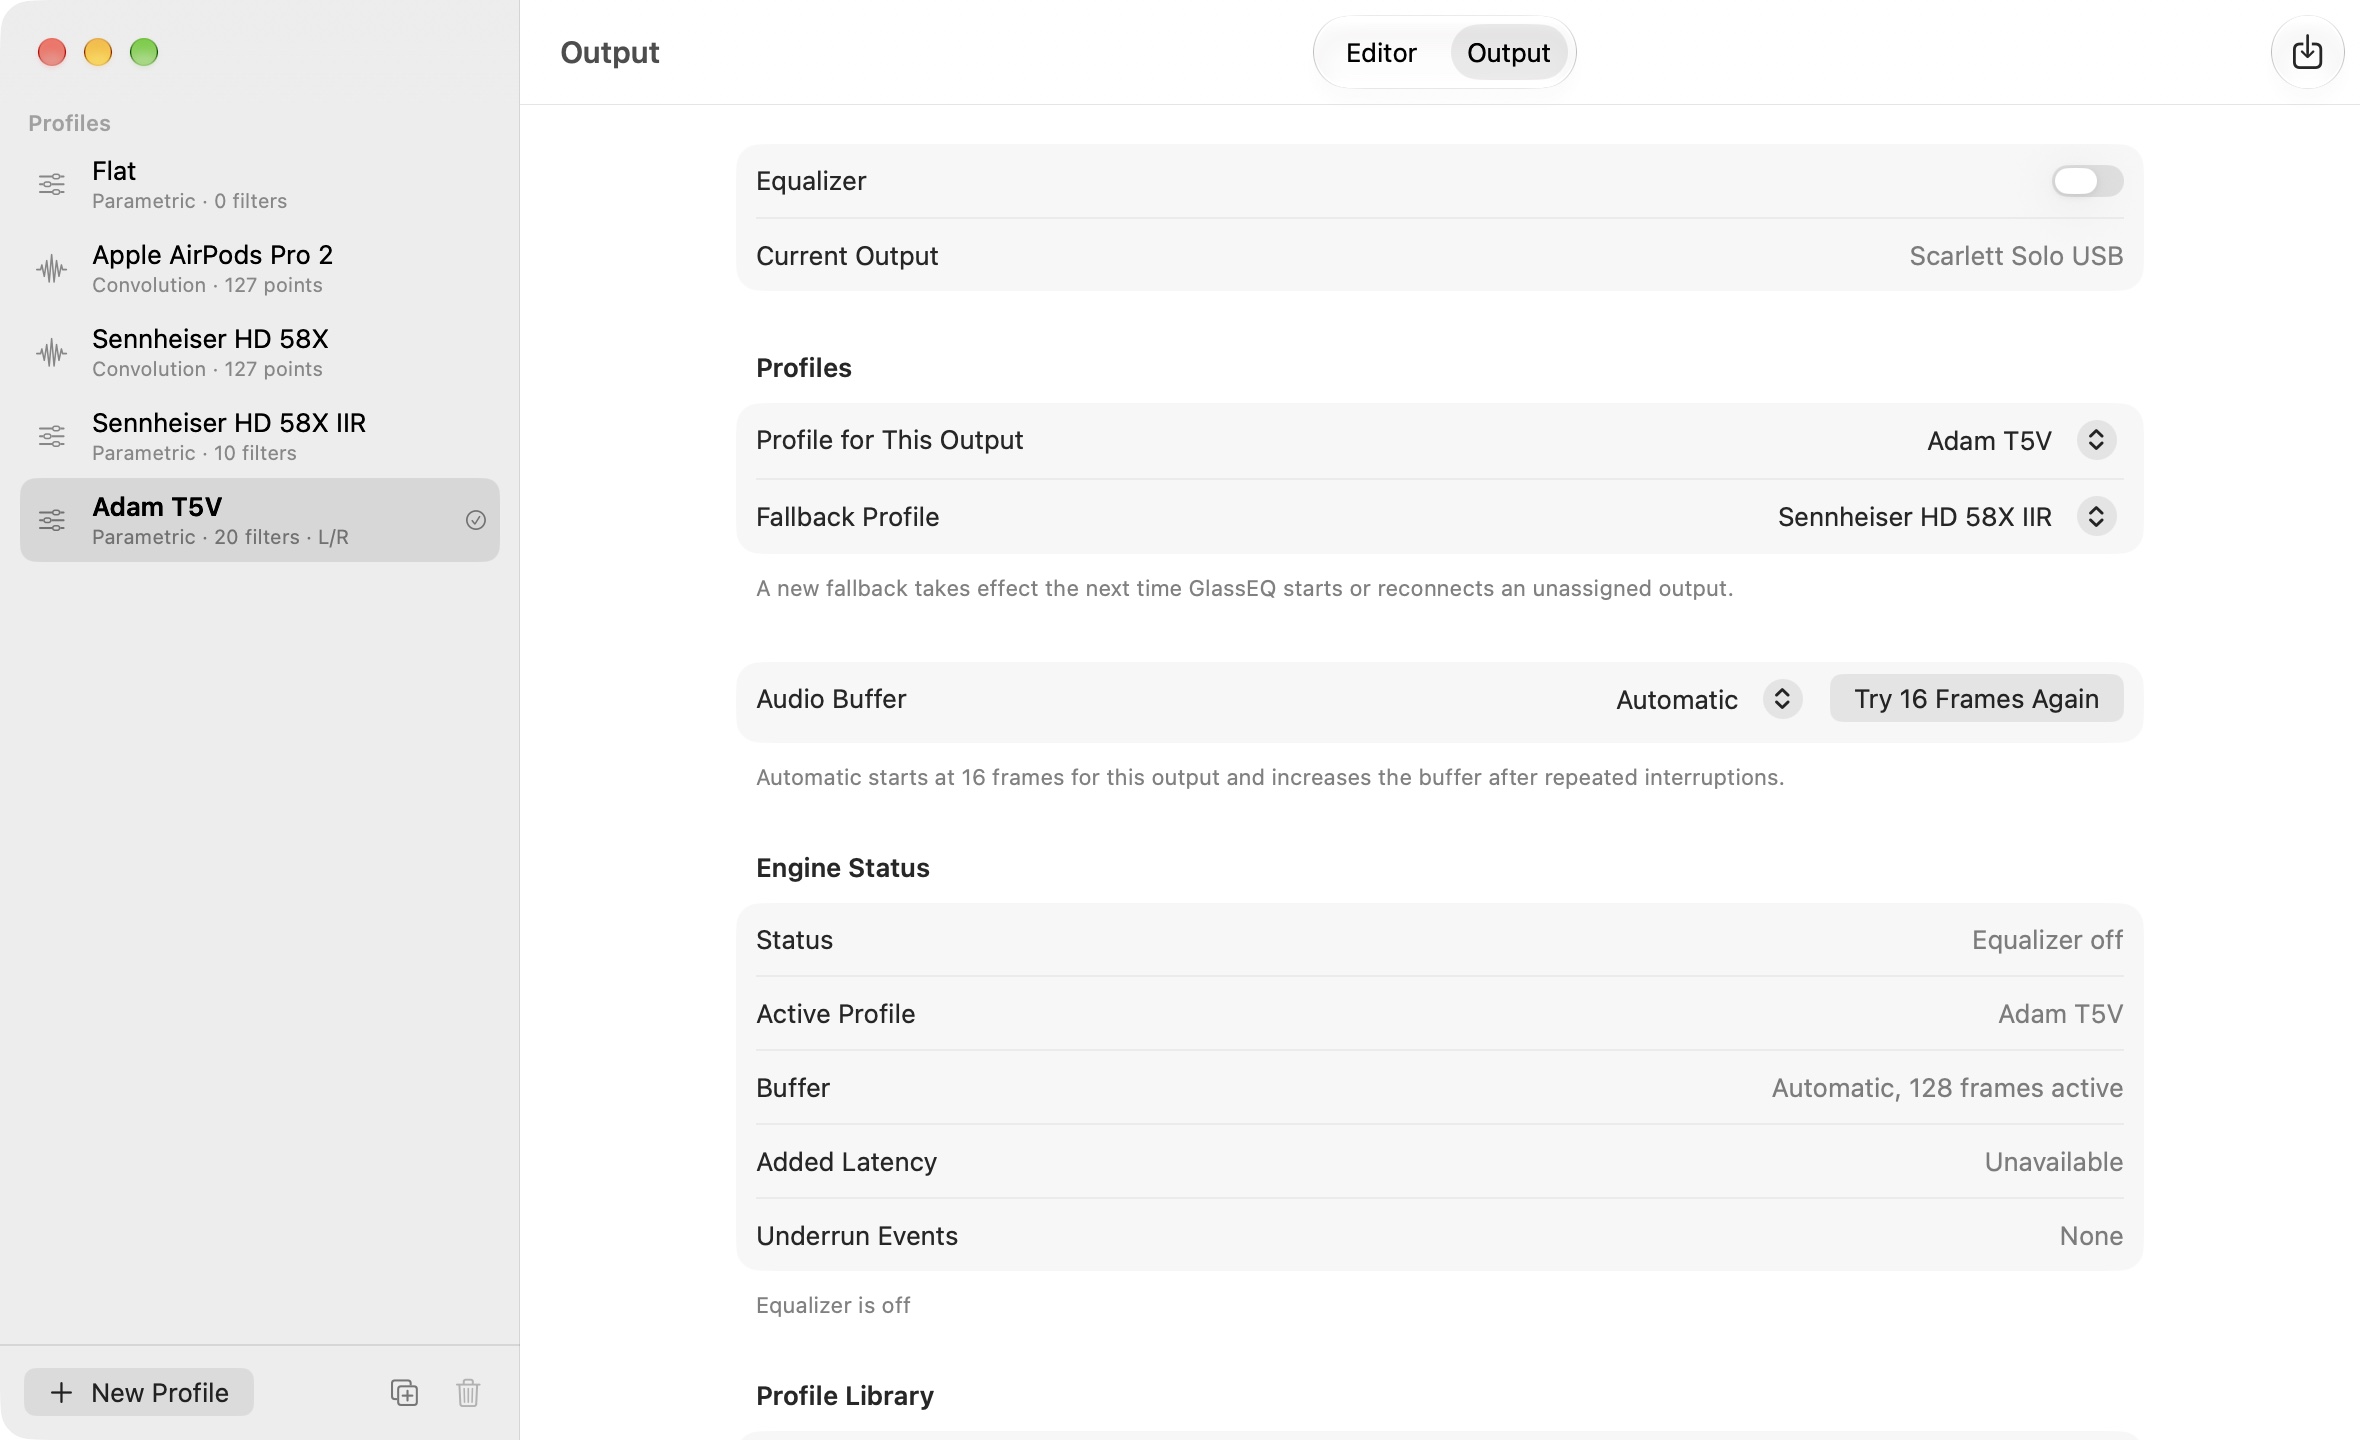 Output
Editor
Output
Profiles
Flat
Parametric · 0 filters
Apple AirPods Pro 2
Convolution · 127 points
Sennheiser HD 58X
Convolution · 127 points
Sennheiser HD 58X IIR
Parametric · 10 filters
Adam T5V
Parametric · 20 filters · L/R
New Profile
Equalizer
Current Output Scarlett Solo USB
Profiles
Profile for This Output Adam T5V
Fallback Profile Sennheiser HD 58X IIR
A new fallback takes effect the next time GlassEQ starts or reconnects an unassigned output.
Audio Buffer Automatic Try 16 Frames Again
Automatic starts at 16 frames for this output and increases the buffer after repeated interruptions.
Engine Status
Status Equalizer off
Active Profile Adam T5V
Buffer Automatic, 128 frames active
Added Latency Unavailable
Underrun Events None
Equalizer is off
Profile Library